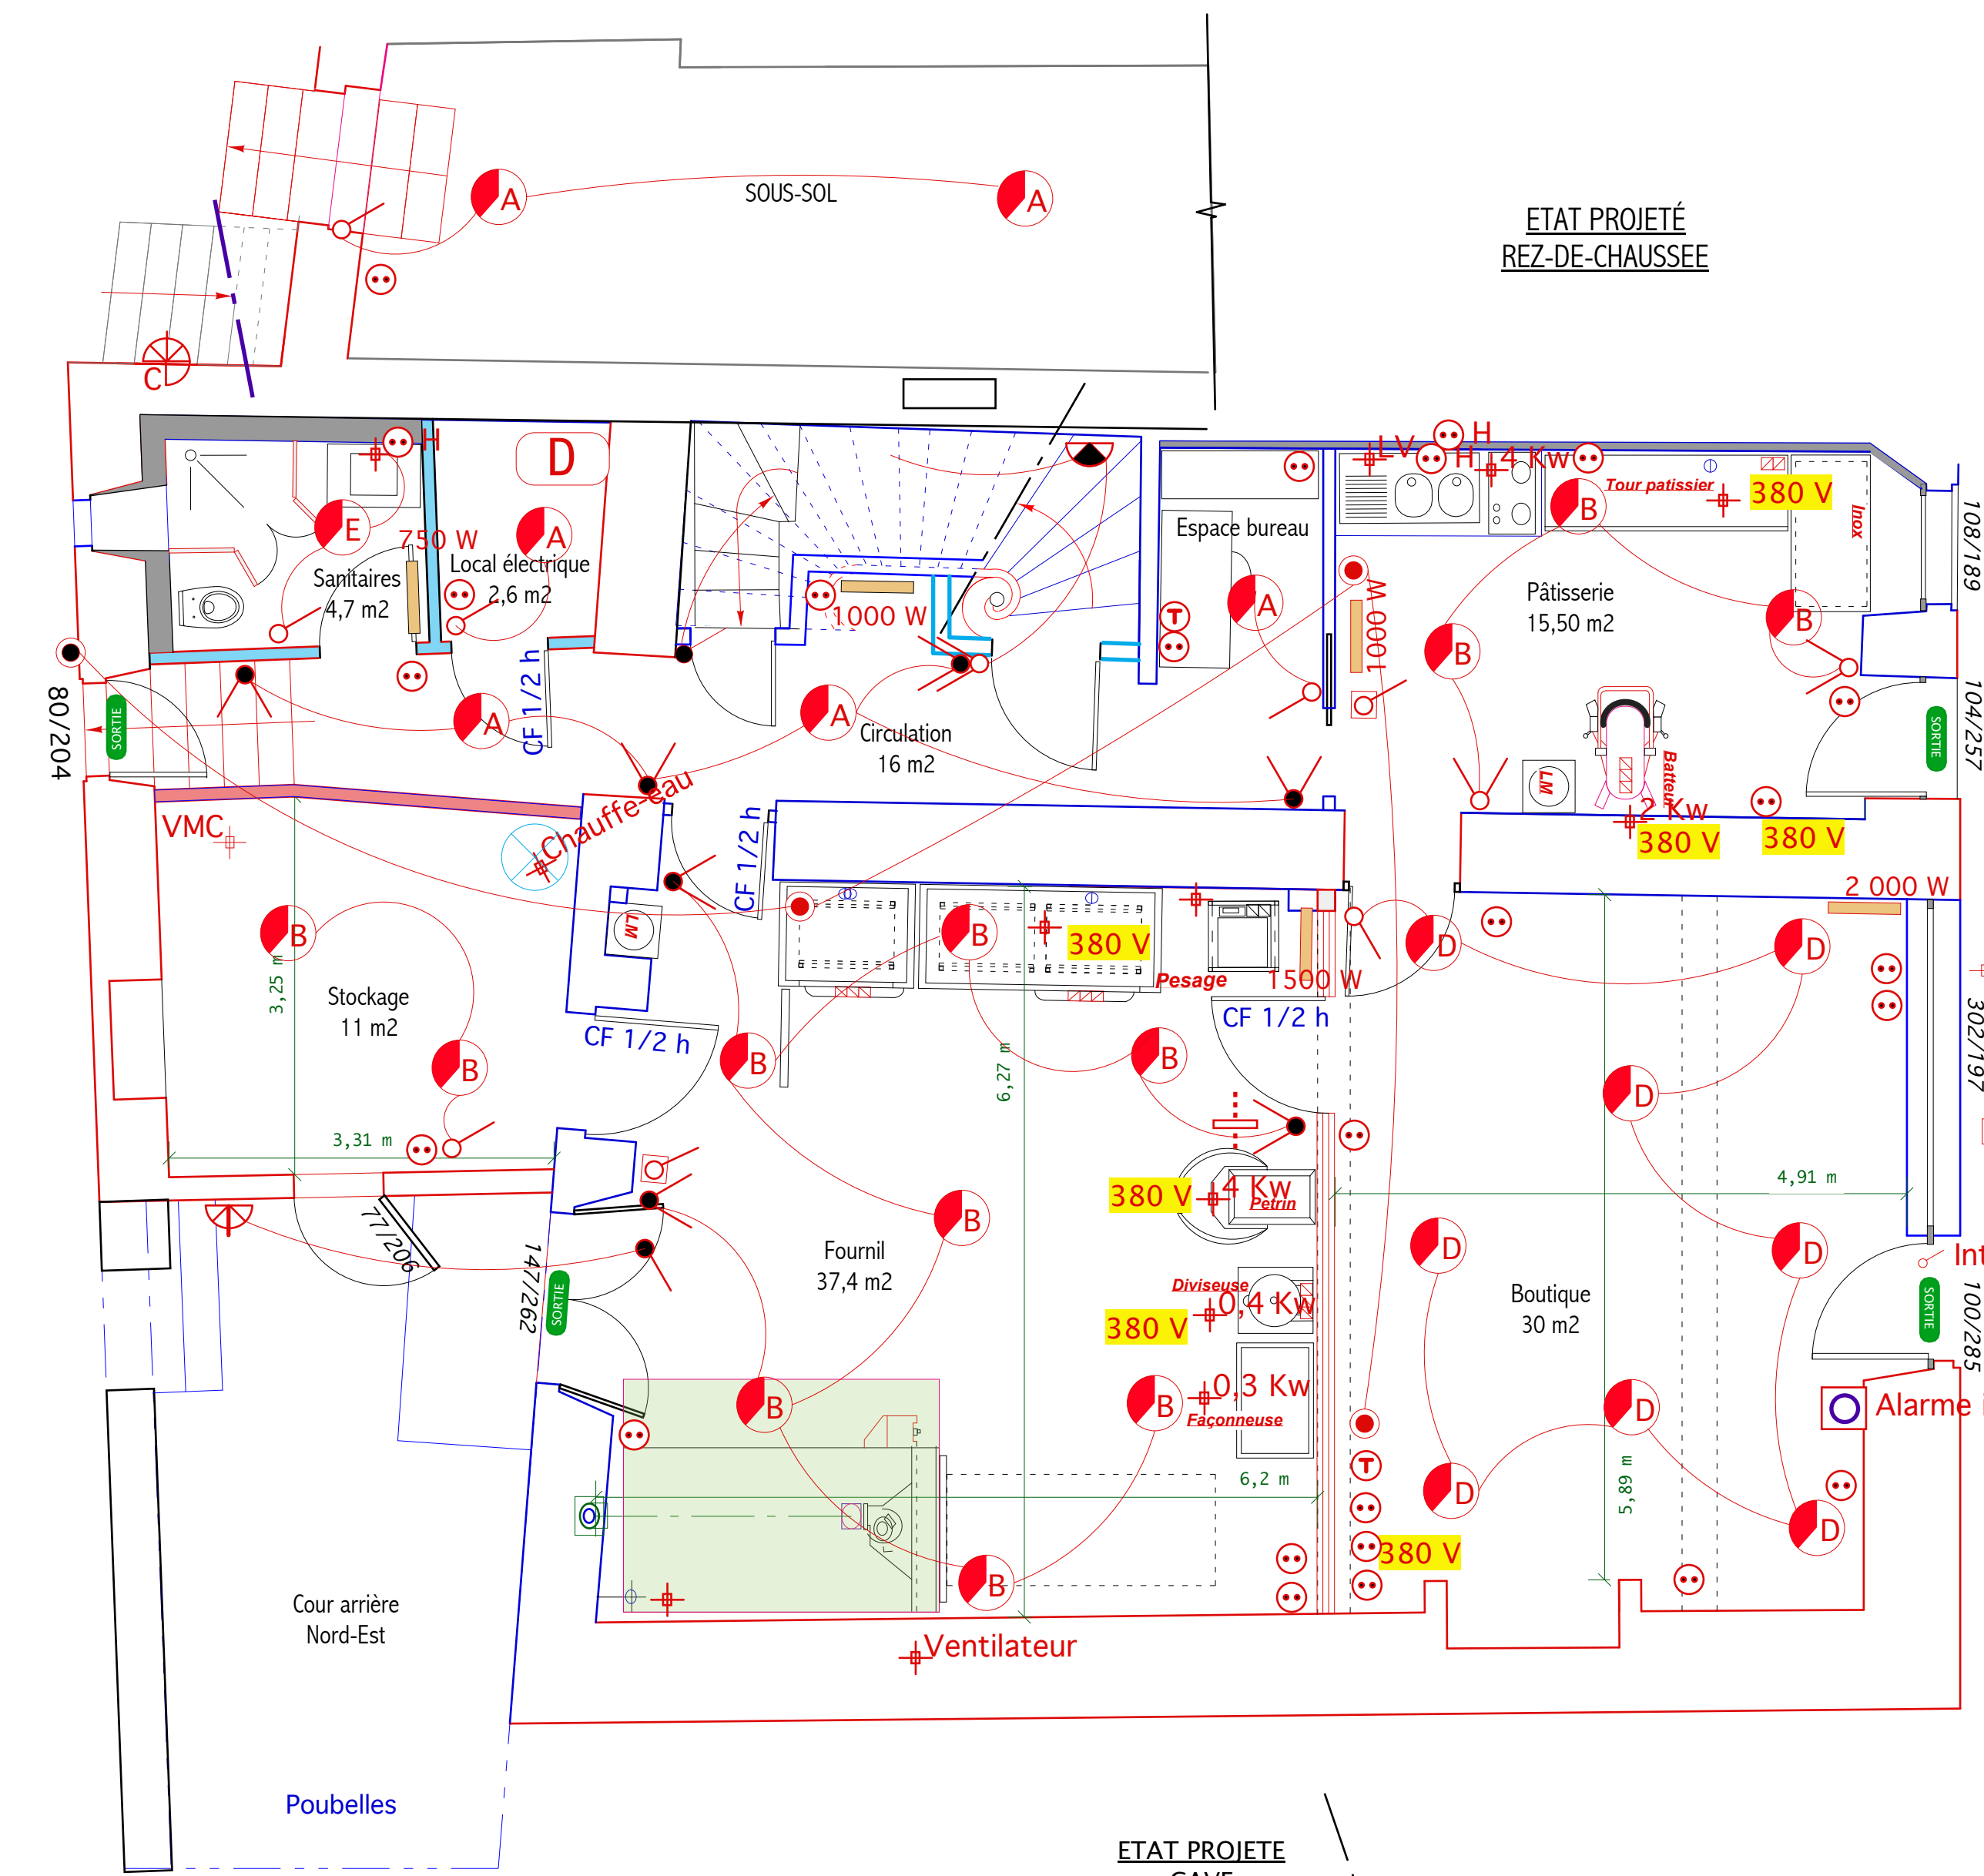 SOUS-SOL
A
A
ETAT PROJETÉ
REZ-DE-CHAUSSEE
C
H
D
E
A
750 W
Sanitaires
4,7 m2
Local électrique
2,6 m2
1000 W
Espace bureau
T
A
1000 W
LV
H
H
4 Kw
Tour patissier
380 V
Inox
B
B
B
Pâtisserie
15,50 m2
108/189
104/257
SORTIE
LM
Batteur
2 Kw
380 V
380 V
80/204
SORTIE
A
CF 1/2 h
A
Circulation
16 m2
VMC
Chauffe-eau
CF 1/2 h
LM
B
3,25 m
Stockage
11 m2
B
CF 1/2 h
3,31 m
77/206
147/262
SORTIE
B
380 V
Pesage
1500 W
CF 1/2 h
B
B
6,27 m
380 V
4 Kw
Petrin
B
Fournil
37,4 m2
Diviseuse
0,4 Kw
380 V
B
B
0,3 Kw
Façonneuse
6,2 m
B
Ventilateur
2 000 W
D
D
302/197
D
4,91 m
D
D
Boutique
30 m2
Int
SORTIE
100/285
D
Alarme i
D
5,89 m
D
T
380 V
Cour arrière
Nord-Est
Poubelles
ETAT PROJETE
CAVE